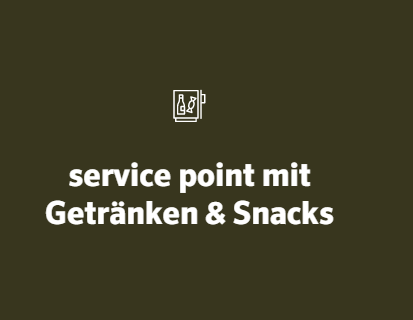 service point mit
Getränken & Snacks